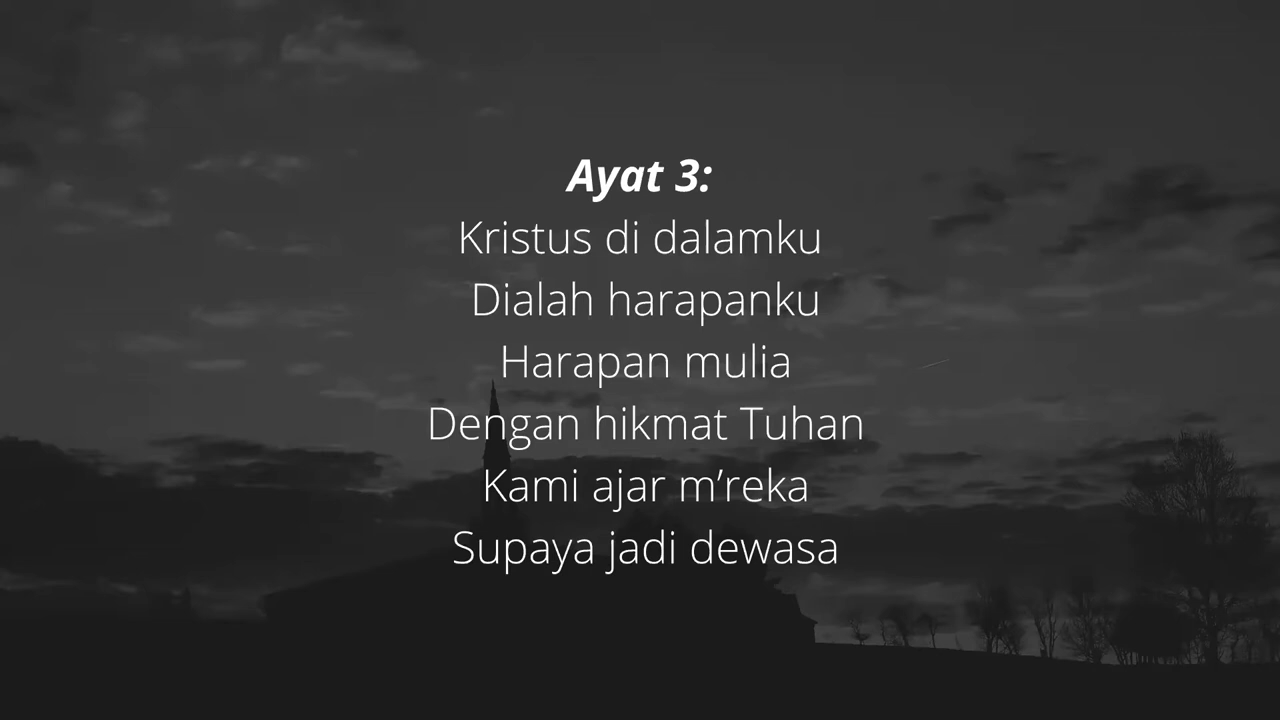 Ayat 3:
Kristus di dalamku
Dialah harapanku
Harapan mulia
Dengan hikmat Tuhan
Kami ajar m’reka
Supaya jadi dewasa